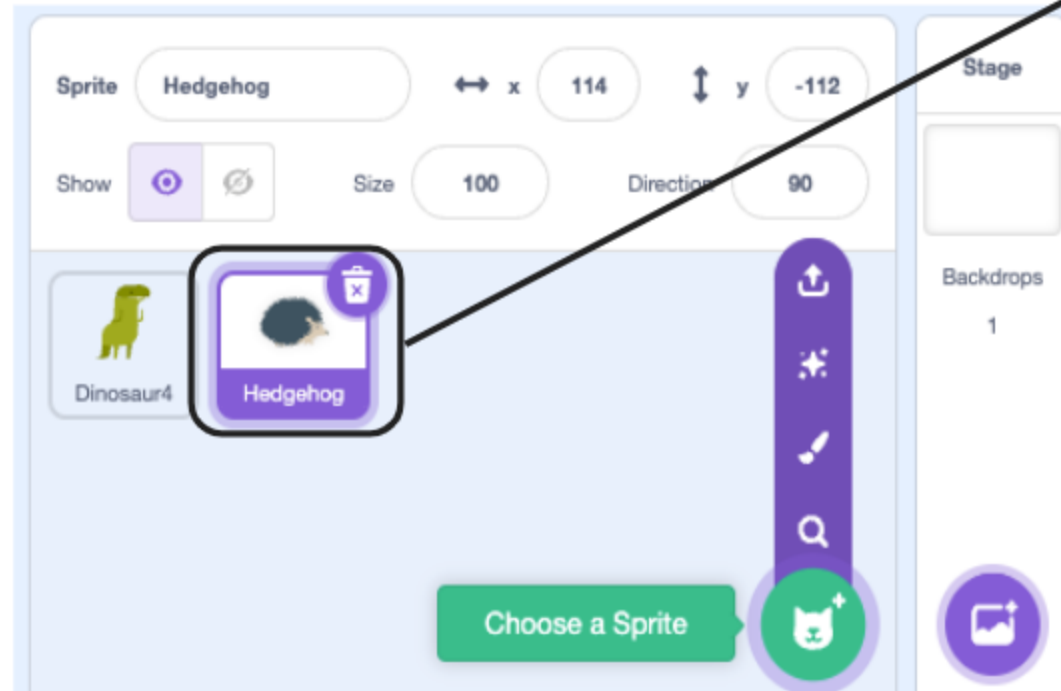 Sprite Hedgehog x 114 y -112
Show Size 100 Direction 90
Dinosaur4 Hedgehog
Choose a Sprite
Stage
Backdrops
1